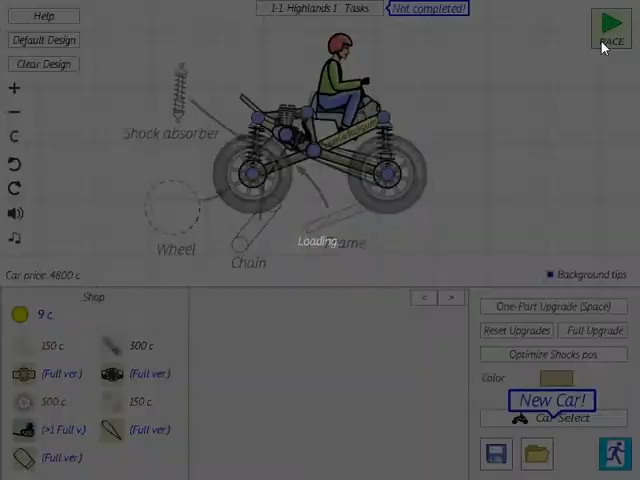 Help
1-1. Highlands 1 Tasks
Not completed!
Default Design
RACE
Clear Design
+
−
C
Shock absorber
Loading
Frame
Wheel
Chain
Car price: 4800 c
Background tips
Shop
< >
9 c.
One-Part Upgrade (Space)
Reset Upgrades Full Upgrade
150 c 300 c
Optimize Shocks pos.
(Full ver.) (Full ver.)
Color
500 c 150 c
New Car!
Car Select
(>1 Full v.) (Full ver.)
(Full ver.)